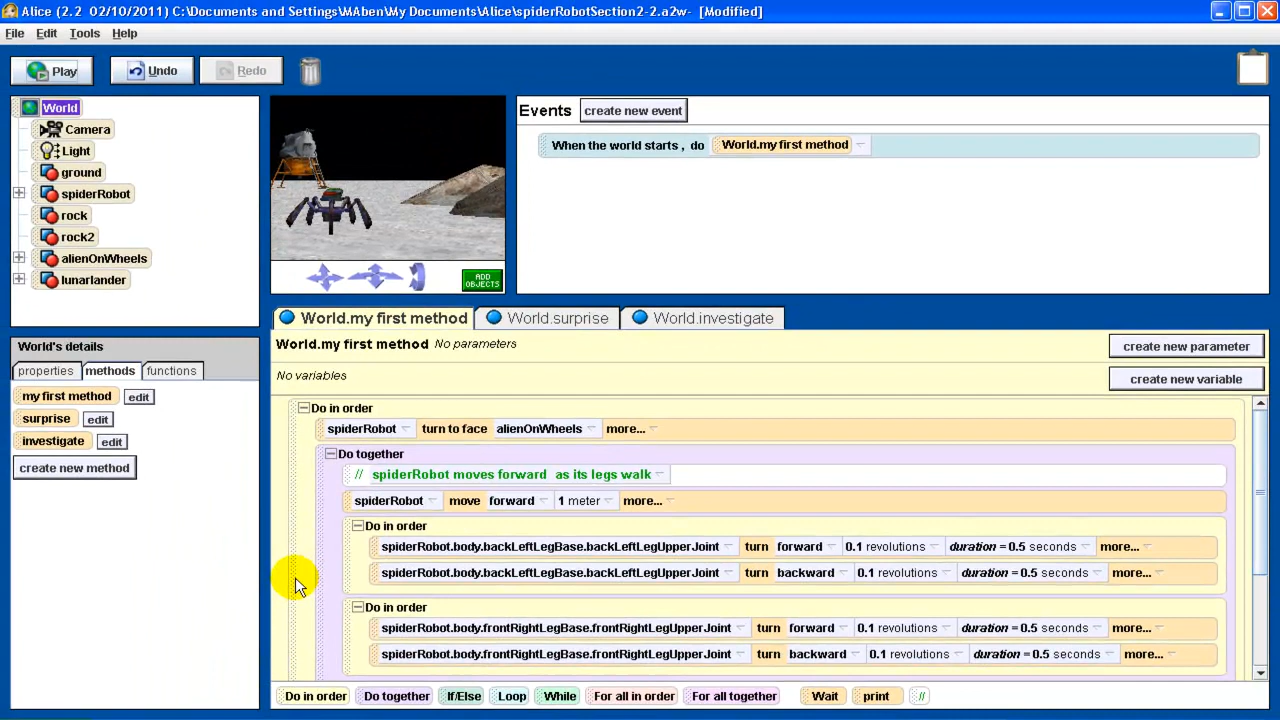 Alice (2.2 02/10/2011) C:\Documents and Settings\MAben\My Documents\Alice\spiderRobotSection2-2.a2w- [Modified]
File Edit Tools Help
Play Undo Redo
World
Camera
Light
ground
spiderRobot
rock
rock2
alienOnWheels
lunarlander
ADD OBJECTS
Events create new event
When the world starts , do World.my first method
World's details
properties methods functions
my first method edit
surprise edit
investigate edit
create new method
World.my first method World.surprise World.investigate
World.my first method No parameters create new parameter
No variables create new variable
Do in order
spiderRobot turn to face alienOnWheels more...
Do together
// spiderRobot moves forward as its legs walk
spiderRobot move forward 1 meter more...
Do in order
spiderRobot.body.backLeftLegBase.backLeftLegUpperJoint turn forward 0.1 revolutions duration = 0.5 seconds more...
spiderRobot.body.backLeftLegBase.backLeftLegUpperJoint turn backward 0.1 revolutions duration = 0.5 seconds more...
Do in order
spiderRobot.body.frontRightLegBase.frontRightLegUpperJoint turn forward 0.1 revolutions duration = 0.5 seconds more...
spiderRobot.body.frontRightLegBase.frontRightLegUpperJoint turn backward 0.1 revolutions duration = 0.5 seconds more...
Do in order Do together If/Else Loop While For all in order For all together Wait print //